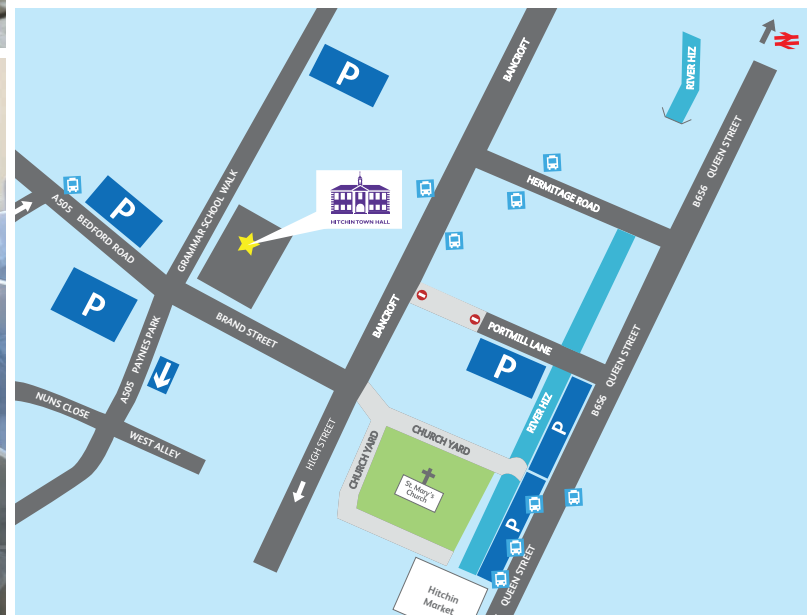 BANCROFT
RIVER HIZ
B656 QUEEN STREET
P
HERMITAGE ROAD
GRAMMAR SCHOOL WALK
P
A505 BEDFORD ROAD
HITCHIN TOWN HALL
P
BRAND STREET
BANCROFT
PORTMILL LANE
P
A505 PAYNES PARK
B656 QUEEN STREET
NUNS CLOSE
WEST ALLEY
HIGH STREET
CHURCH YARD
CHURCH YARD
RIVER HIZ
P
St. Mary's
Church
P
QUEEN STREET
Hitchin
Market